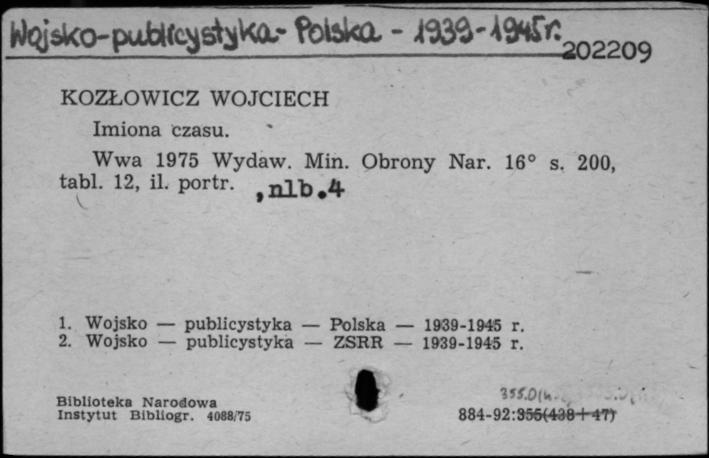 Wojsko-publicystyka- Polska - 1939-1945r.
202209
KOZŁOWICZ WOJCIECH
Imiona czasu.
Wwa 1975 Wydaw. Min. Obrony Nar. 16° s. 200,
tabl. 12, il. portr. ,nlb.4
1. Wojsko — publicystyka — Polska — 1939-1945 r.
2. Wojsko — publicystyka — ZSRR — 1939-1945 r.
Biblioteka Narodowa
Instytut Bibliogr. 4088/75
355.0
884-92:355(438+47)